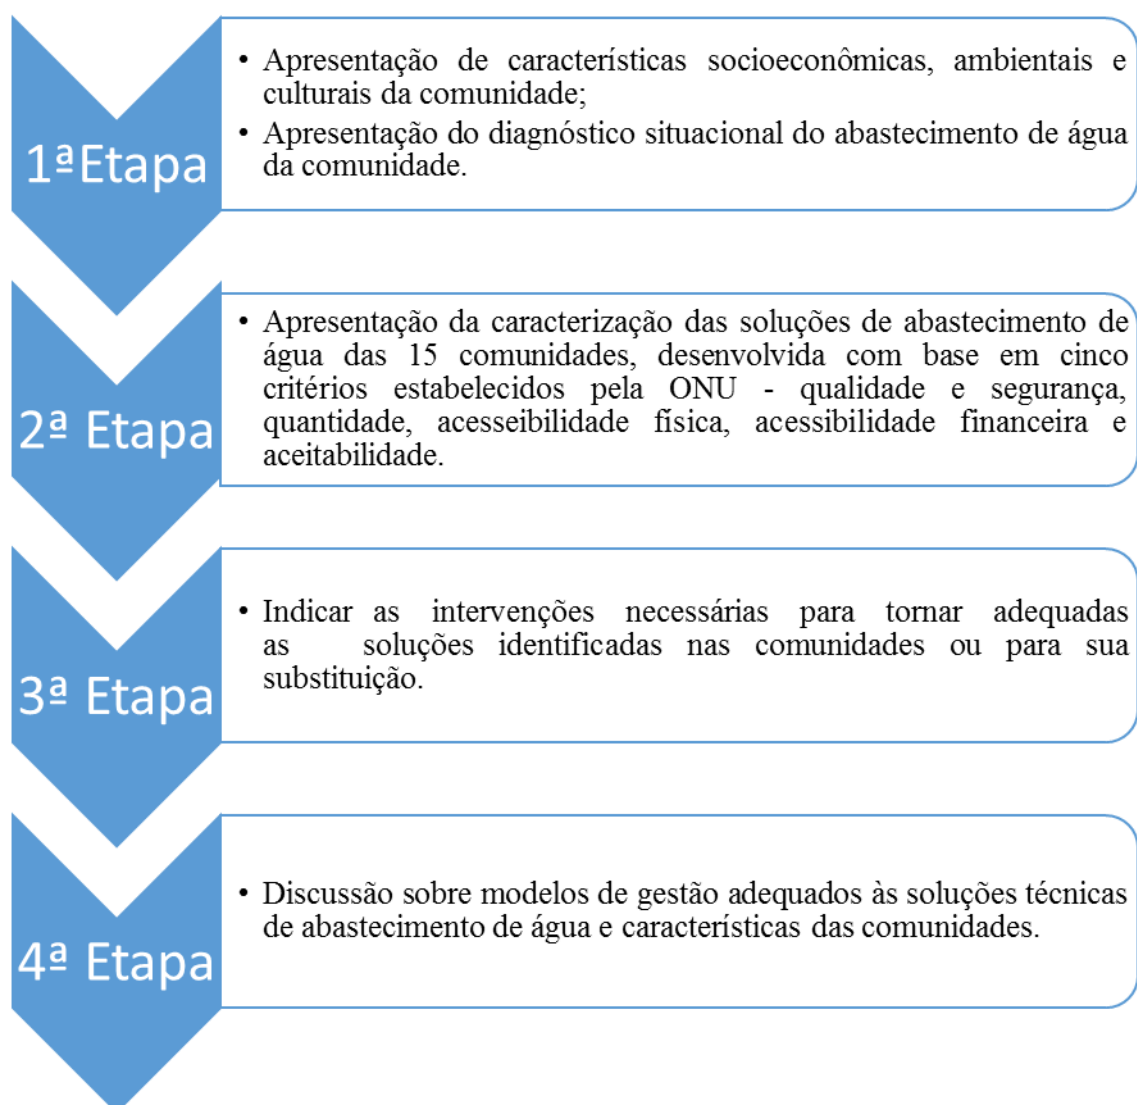 1ªEtapa
• Apresentação de características socioeconômicas, ambientais e
culturais da comunidade;
• Apresentação do diagnóstico situacional do abastecimento de água
da comunidade.
2ª Etapa
• Apresentação da caracterização das soluções de abastecimento de
água das 15 comunidades, desenvolvida com base em cinco
critérios estabelecidos pela ONU - qualidade e segurança,
quantidade, acesseibilidade física, acessibilidade financeira e
aceitabilidade.
3ª Etapa
• Indicar as intervenções necessárias para tornar adequadas
as soluções identificadas nas comunidades ou para sua
substituição.
4ª Etapa
• Discussão sobre modelos de gestão adequados às soluções técnicas
de abastecimento de água e características das comunidades.